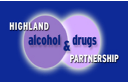 HIGHLAND
alcohol & drugs
PARTNERSHIP